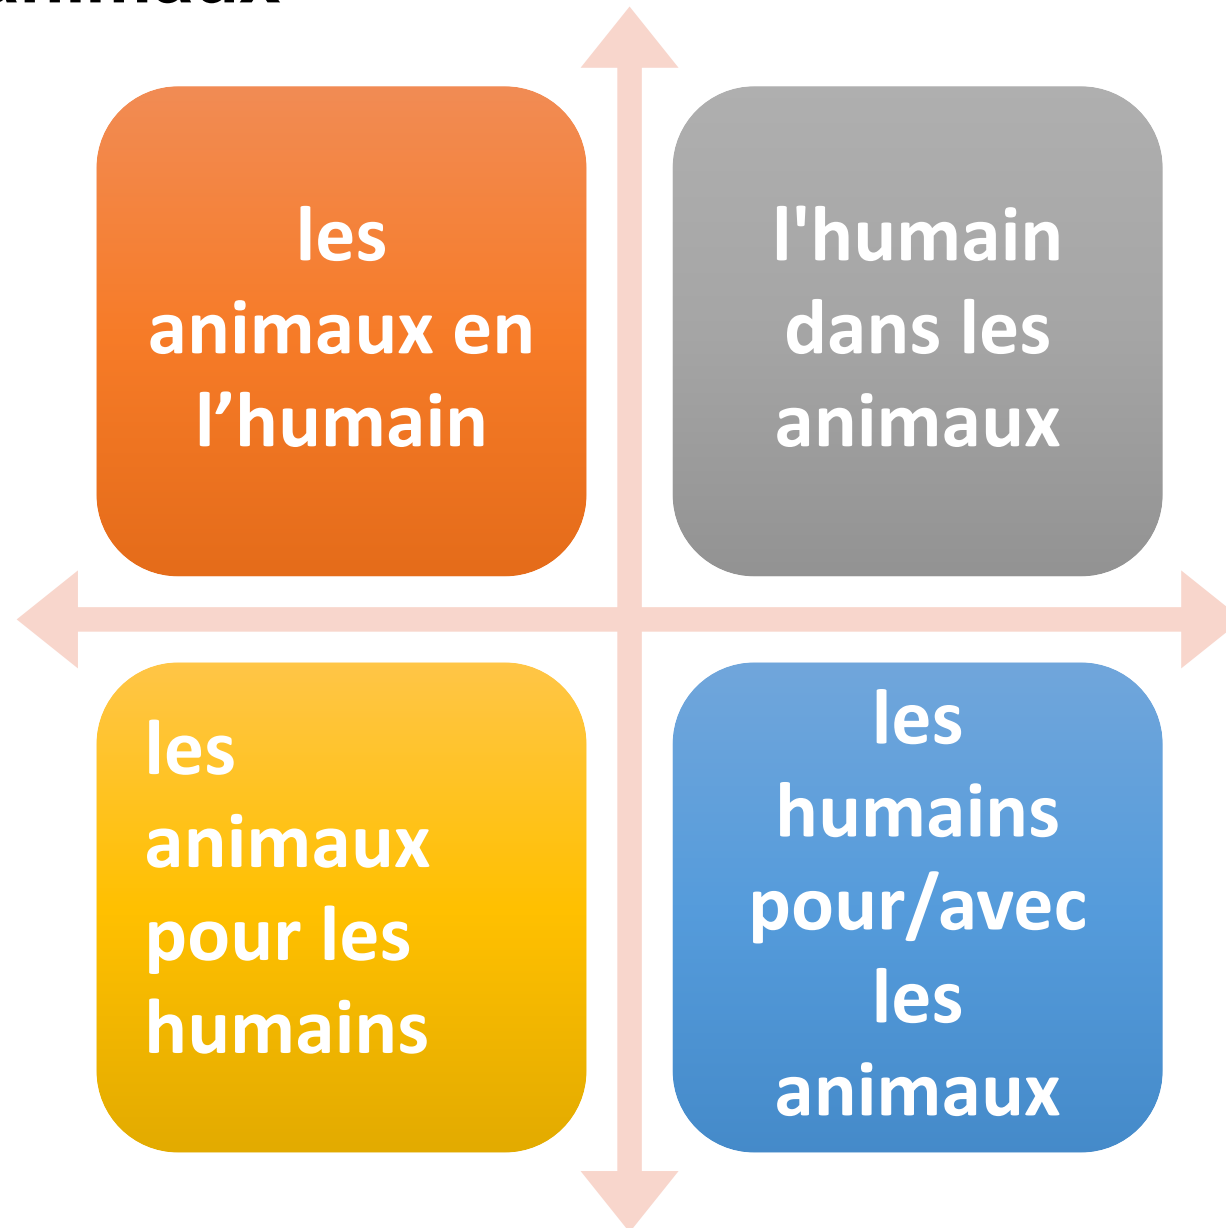 les
animaux en
l’humain
l'humain
dans les
animaux
les
animaux
pour les
humains
les
humains
pour/avec
les
animaux